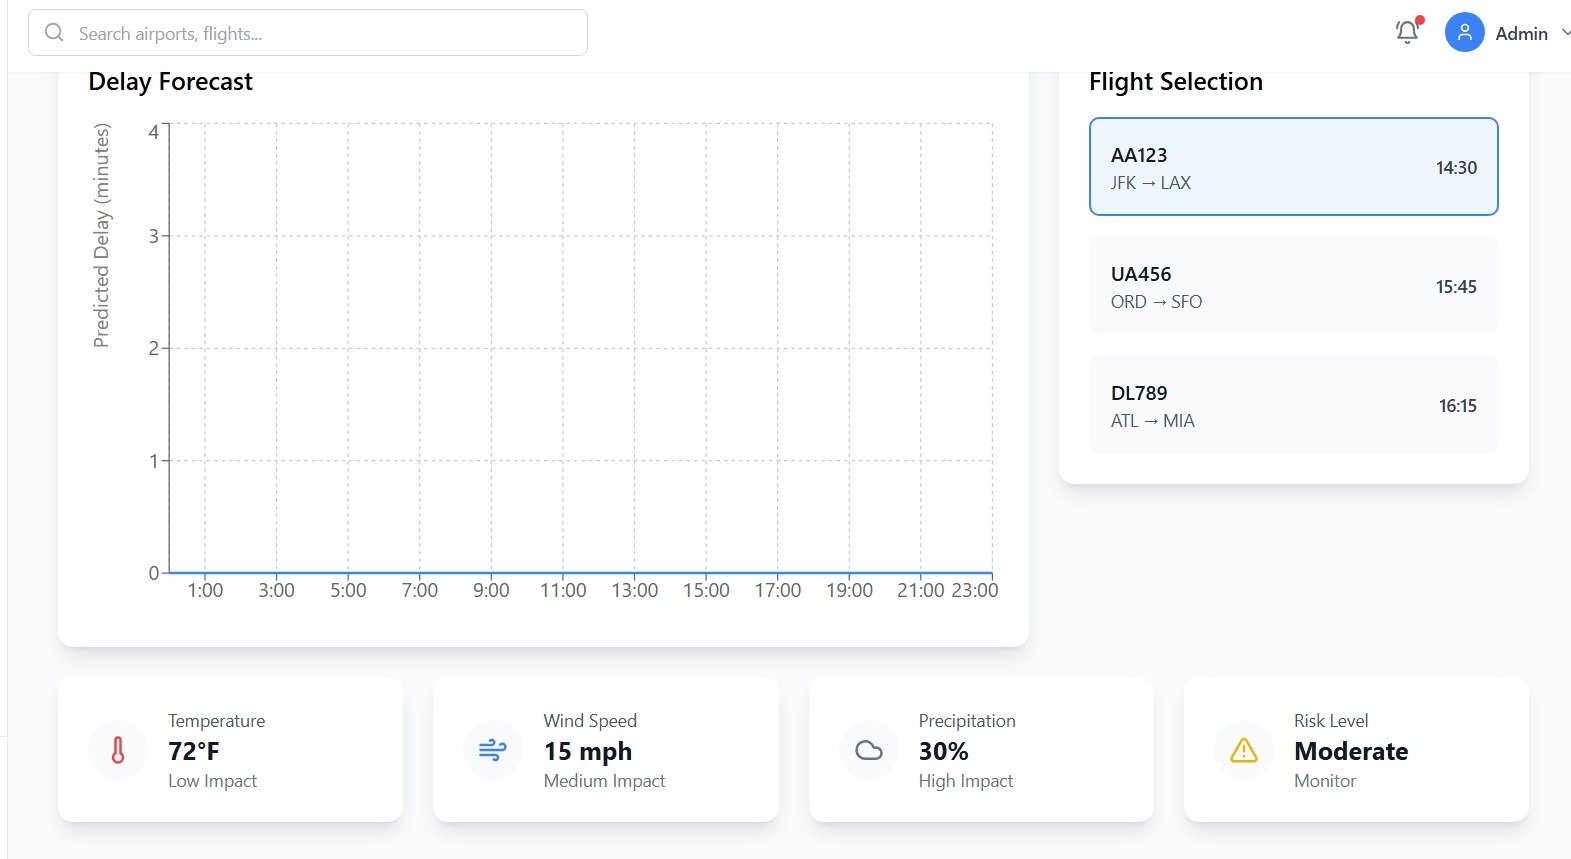 Search airports, flights...
Admin
Delay Forecast
Predicted Delay (minutes)
4
3
2
1
0
1:00 3:00 5:00 7:00 9:00 11:00 13:00 15:00 17:00 19:00 21:00 23:00
Flight Selection
AA123
JFK → LAX
14:30
UA456
ORD → SFO
15:45
DL789
ATL → MIA
16:15
Temperature
72°F
Low Impact
Wind Speed
15 mph
Medium Impact
Precipitation
30%
High Impact
Risk Level
Moderate
Monitor